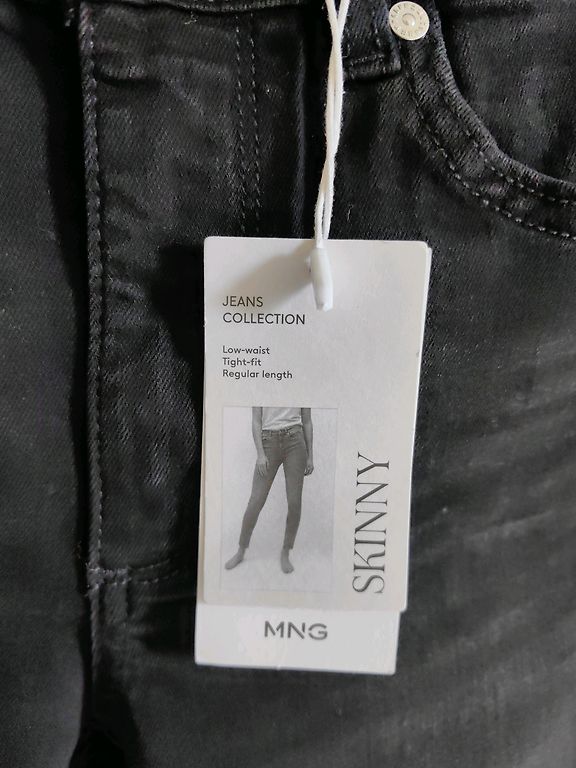 JEANS
COLLECTION
Low-waist
Tight-fit
Regular length
SKINNY
MNG